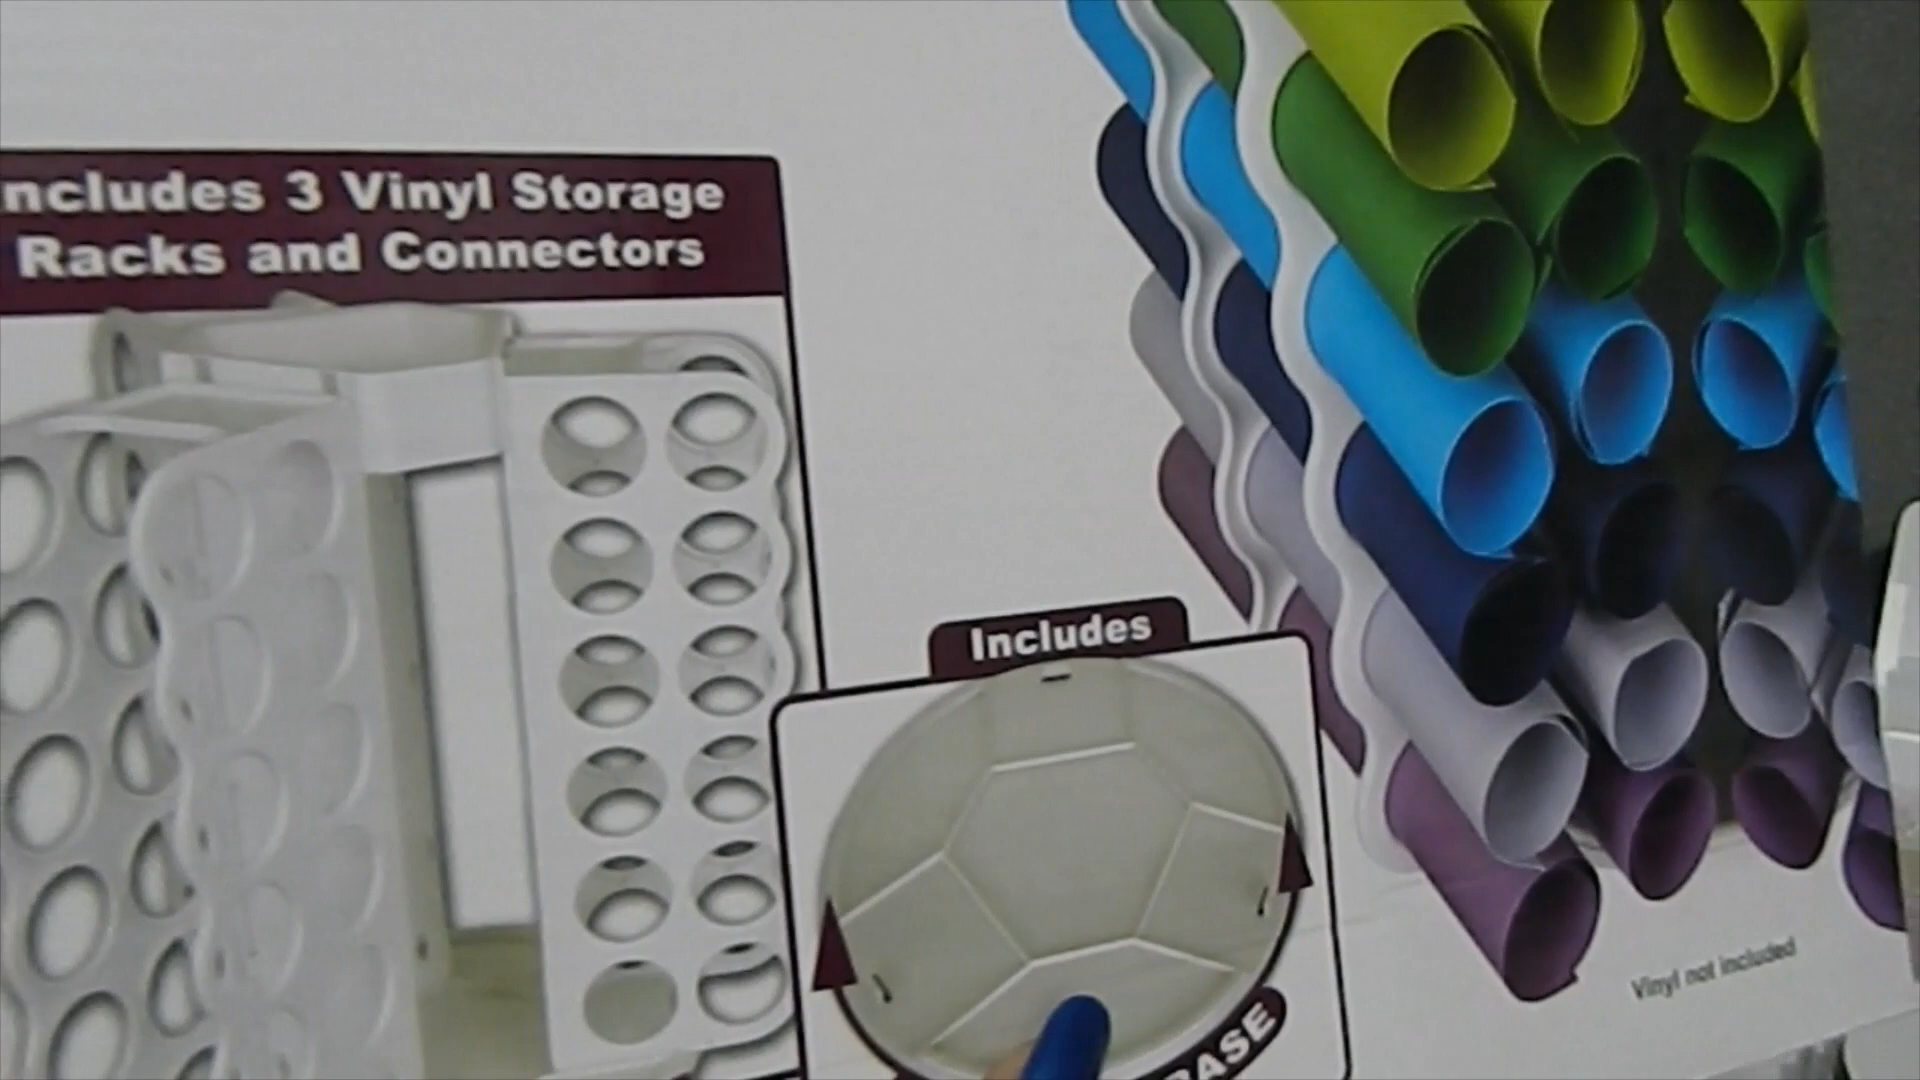 ncludes 3 Vinyl Storage
Racks and Connectors
Includes
BASE
Vinyl not included